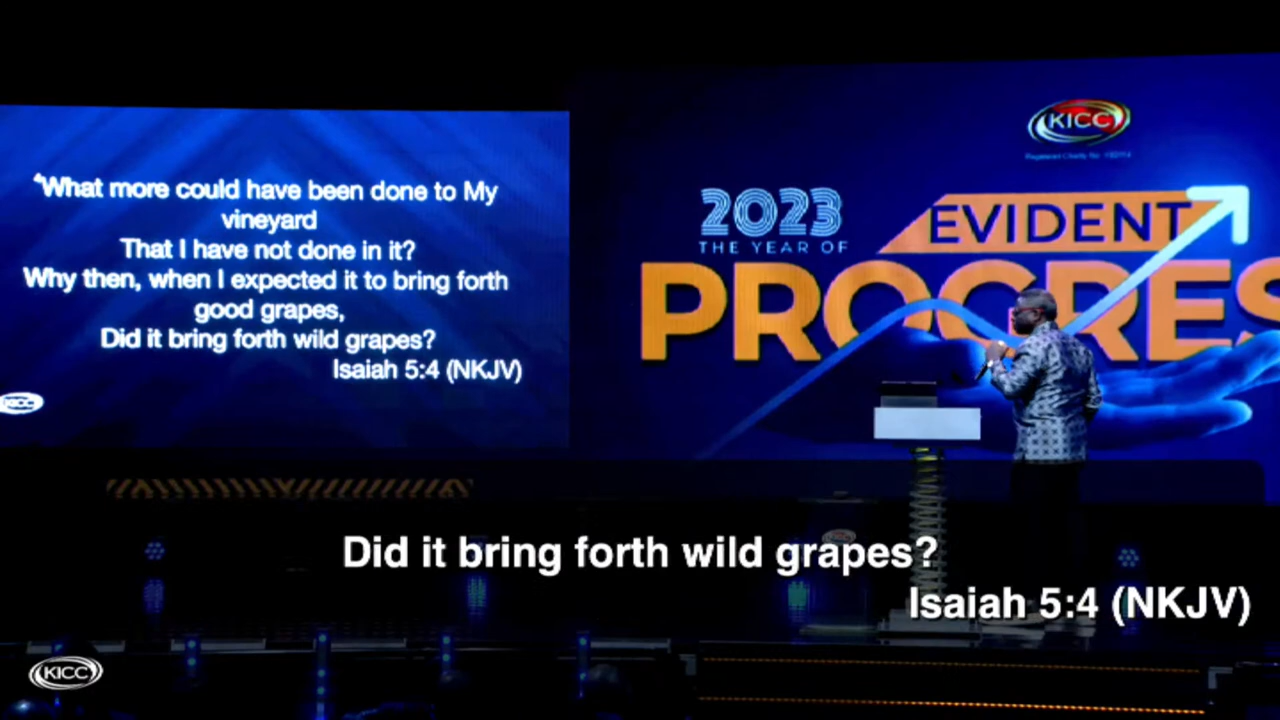 ⁴What more could have been done to My
vineyard
That I have not done in it?
Why then, when I expected it to bring forth
good grapes,
Did it bring forth wild grapes?
Isaiah 5:4 (NKJV)
KICC
KICC
2023
THE YEAR OF
EVIDENT
PROGRES
Did it bring forth wild grapes?
Isaiah 5:4 (NKJV)
KICC